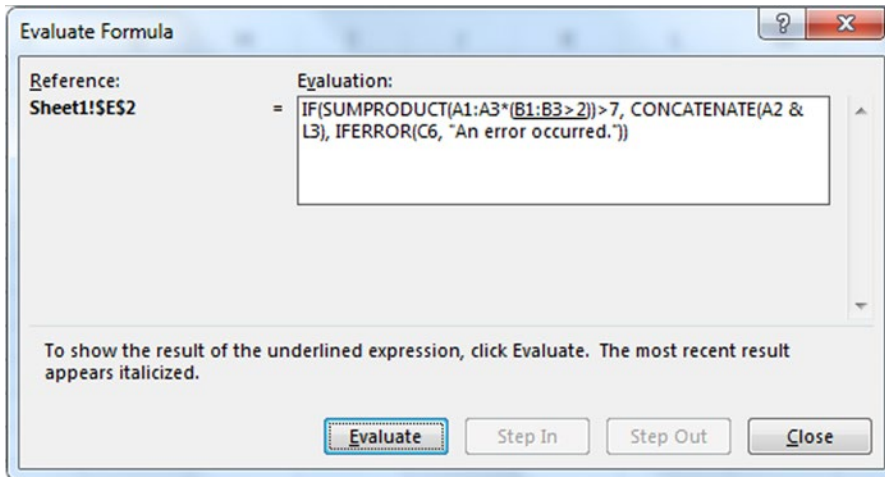 Evaluate Formula
Reference:
Sheet1!$E$2
Evaluation:
= IF(SUMPRODUCT(A1:A3*(B1:B3>2))>7, CONCATENATE(A2 &
L3), IFERROR(C6, "An error occurred."))
To show the result of the underlined expression, click Evaluate. The most recent result
appears italicized.
Evaluate
Step In
Step Out
Close